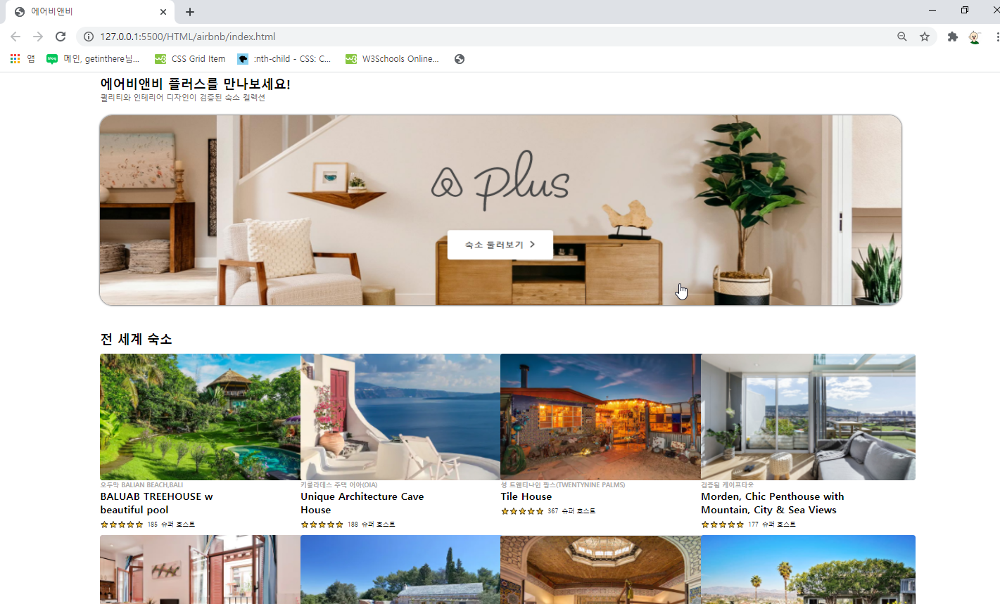 에어비앤비
127.0.0.1:5500/HTML/airbnb/index.html
앱 메인, getinthere님... CSS Grid Item :nth-child - CSS: C... W3Schools Online...
에어비앤비 플러스를 만나보세요!
퀄리티와 인테리어 디자인이 검증된 숙소 컬렉션
plus
숙소 둘러보기
전 세계 숙소
오두막 BALIAN BEACH,BALI
BALUAB TREEHOUSE w
beautiful pool
★★★★★ 185 슈퍼 호스트
키클라데스 주택 이아(OIA)
Unique Architecture Cave
House
★★★★★ 188 슈퍼 호스트
성 트웬티나인 팜스(TWENTYNINE PALMS)
Tile House
★★★★★ 367 슈퍼 호스트
검증됨 케이프타운
Morden, Chic Penthouse with
Mountain, City & Sea Views
★★★★★ 177 슈퍼 호스트